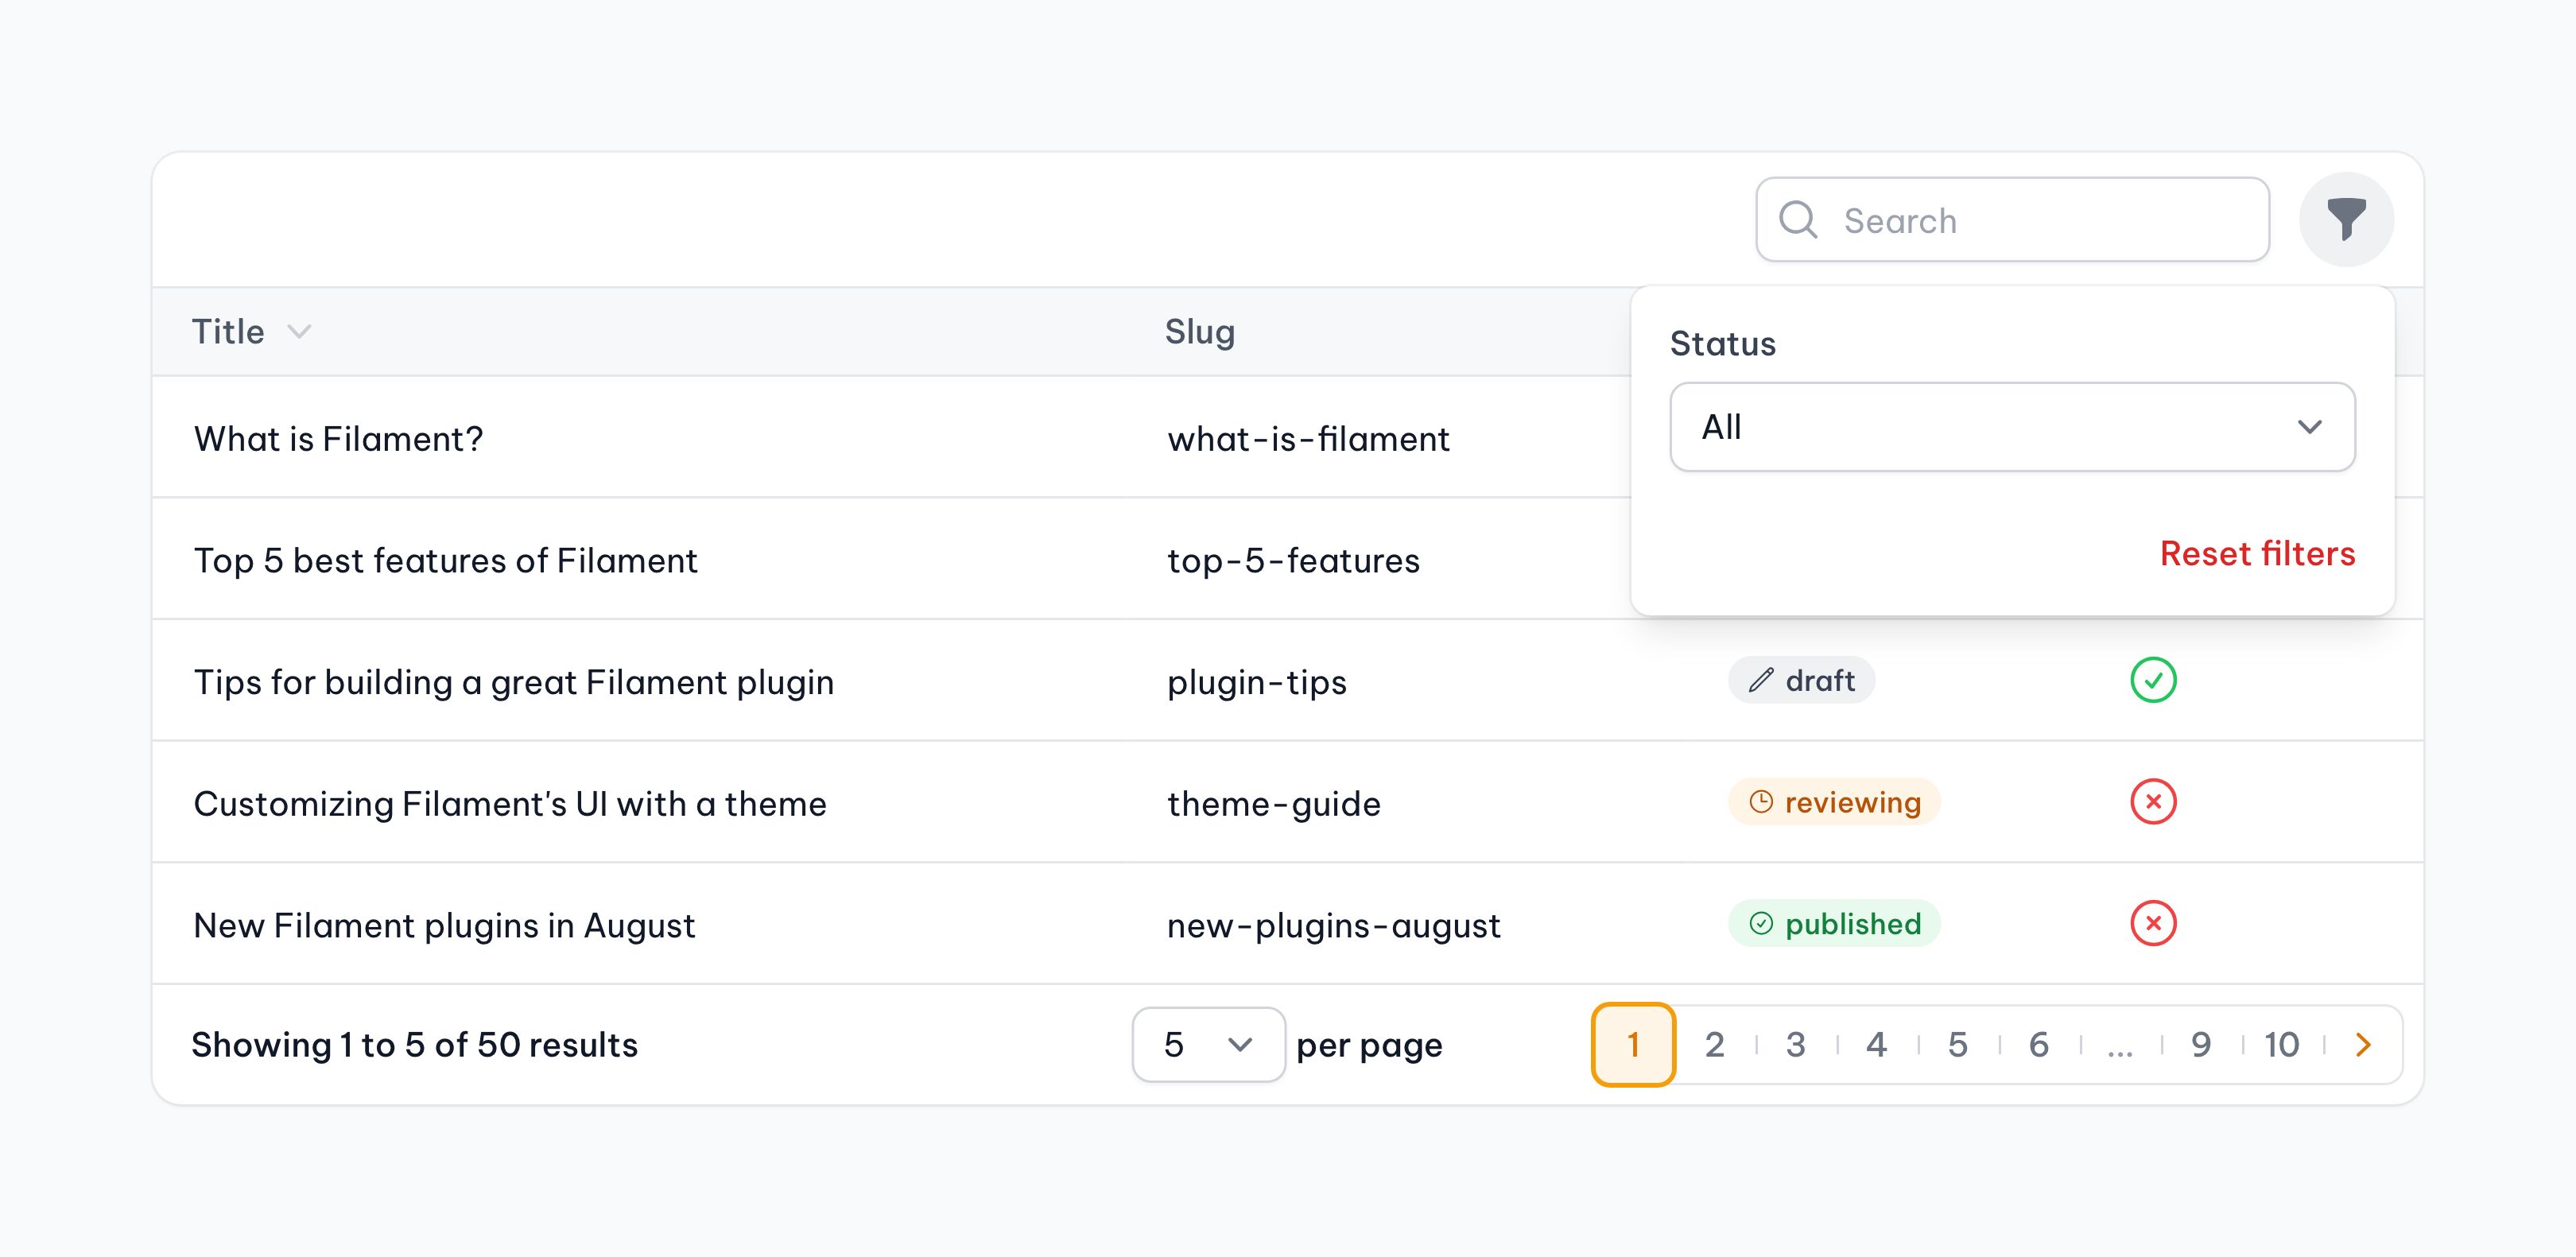 Search
Title
Slug
Status
All
Reset filters
What is Filament?
what-is-filament
Top 5 best features of Filament
top-5-features
Tips for building a great Filament plugin
plugin-tips
draft
Customizing Filament's UI with a theme
theme-guide
reviewing
New Filament plugins in August
new-plugins-august
published
Showing 1 to 5 of 50 results
5
per page
1 2 3 4 5 6 ... 9 10